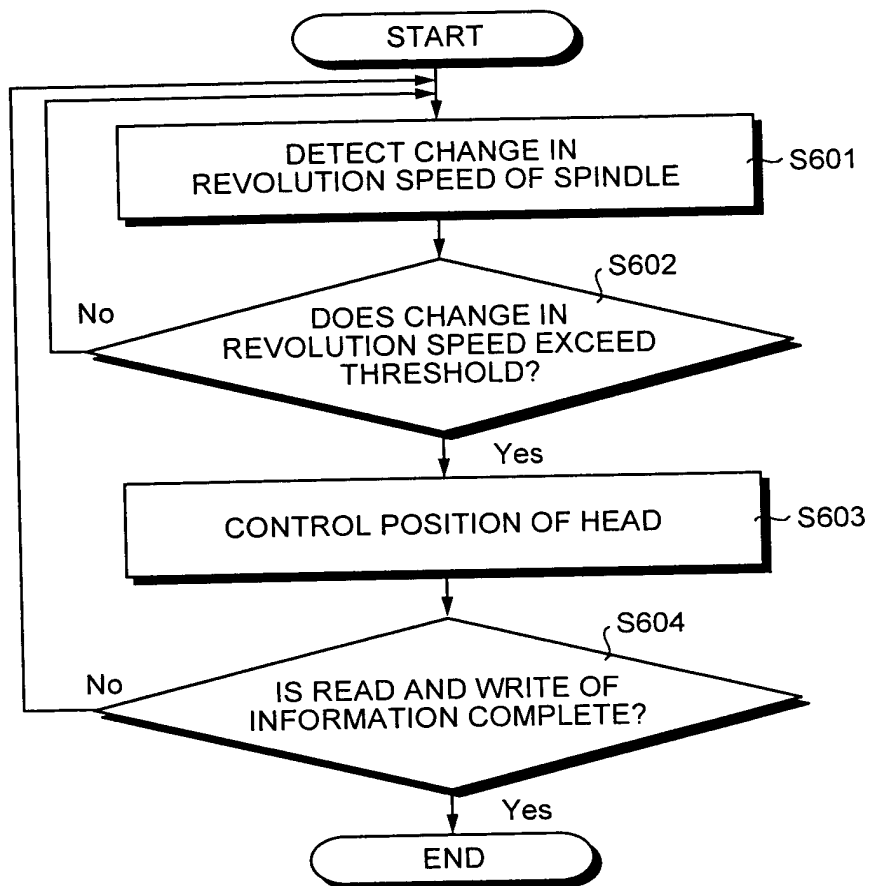 START
DETECT CHANGE IN
REVOLUTION SPEED OF SPINDLE
S601
S602
No
DOES CHANGE IN
REVOLUTION SPEED EXCEED
THRESHOLD?
Yes
CONTROL POSITION OF HEAD
S603
S604
No
IS READ AND WRITE OF
INFORMATION COMPLETE?
Yes
END